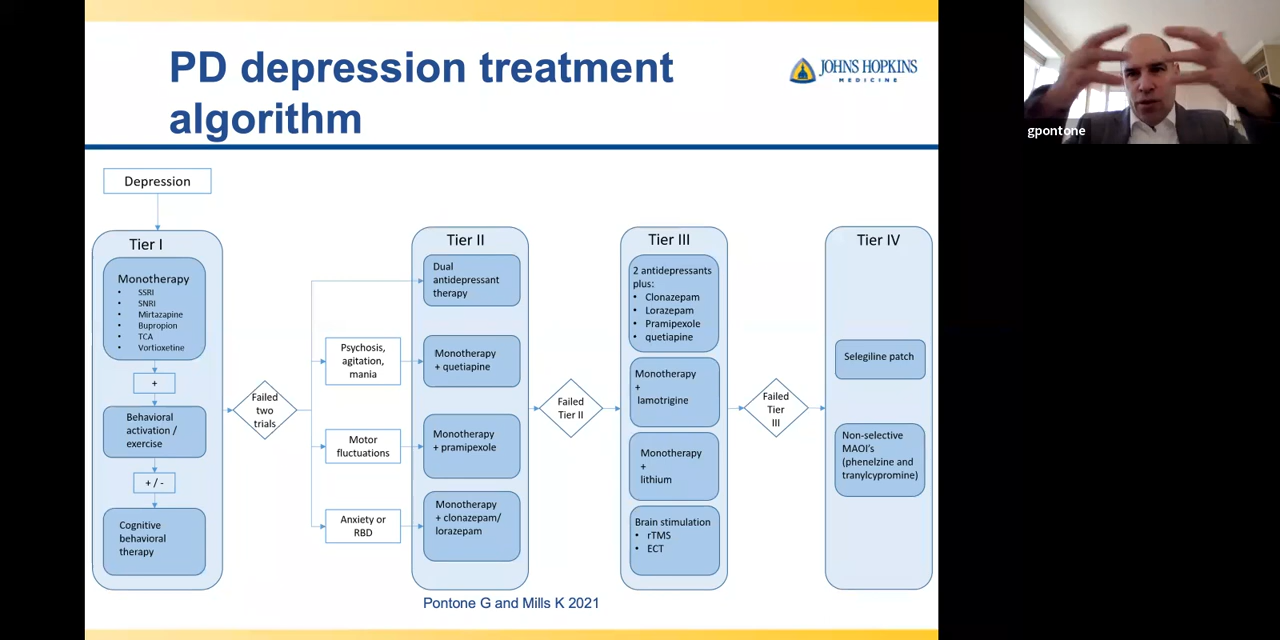 PD depression treatment
algorithm
JOHNS HOPKINS
MEDICINE
gpontone
Depression
Tier I
Monotherapy
• SSRI
• SNRI
• Mirtazapine
• Bupropion
• TCA
• Vortioxetine
+
Behavioral
activation /
exercise
+ / -
Cognitive
behavioral
therapy
Failed
two
trials
Psychosis,
agitation,
mania
Motor
fluctuations
Anxiety or
RBD
Tier II
Dual
antidepressant
therapy
Monotherapy
+ quetiapine
Monotherapy
+ pramipexole
Monotherapy
+ clonazepam/
lorazepam
Failed
Tier II
Tier III
2 antidepressants
plus:
• Clonazepam
• Lorazepam
• Pramipexole
• quetiapine
Monotherapy
+
lamotrigine
Monotherapy
+
lithium
Brain stimulation
• rTMS
• ECT
Failed
Tier
III
Tier IV
Selegiline patch
Non-selective
MAOI's
(phenelzine and
tranylcypromine)
Pontone G and Mills K 2021